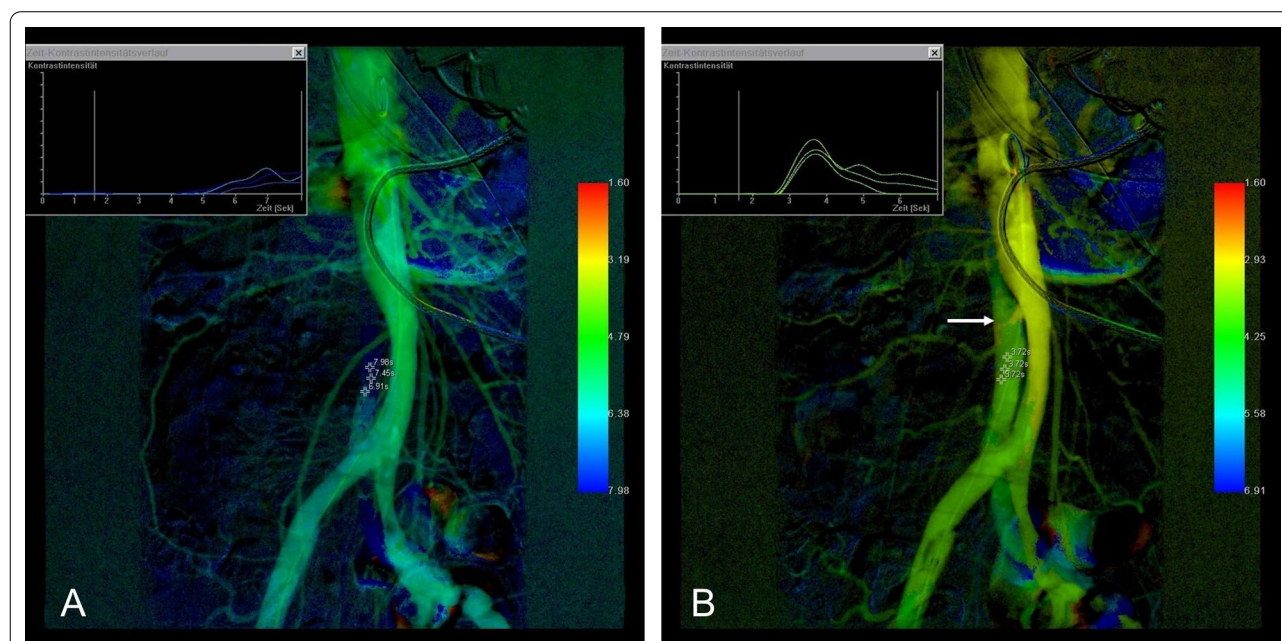 Zeit-Kontrastintensitätsverlauf
Kontrastintensität
0 1 2 3 4 5 6 7
Zeit [Sek]
1.60
3.19
4.79
6.38
7.98
7.98s
7.45s
6.91s
A
Zeit-Kontrastintensitätsverlauf
Kontrastintensität
0 1 2 3 4 5 6
Zeit [Sek]
1.60
2.93
4.25
5.58
6.91
3.72s
3.72s
3.72s
B